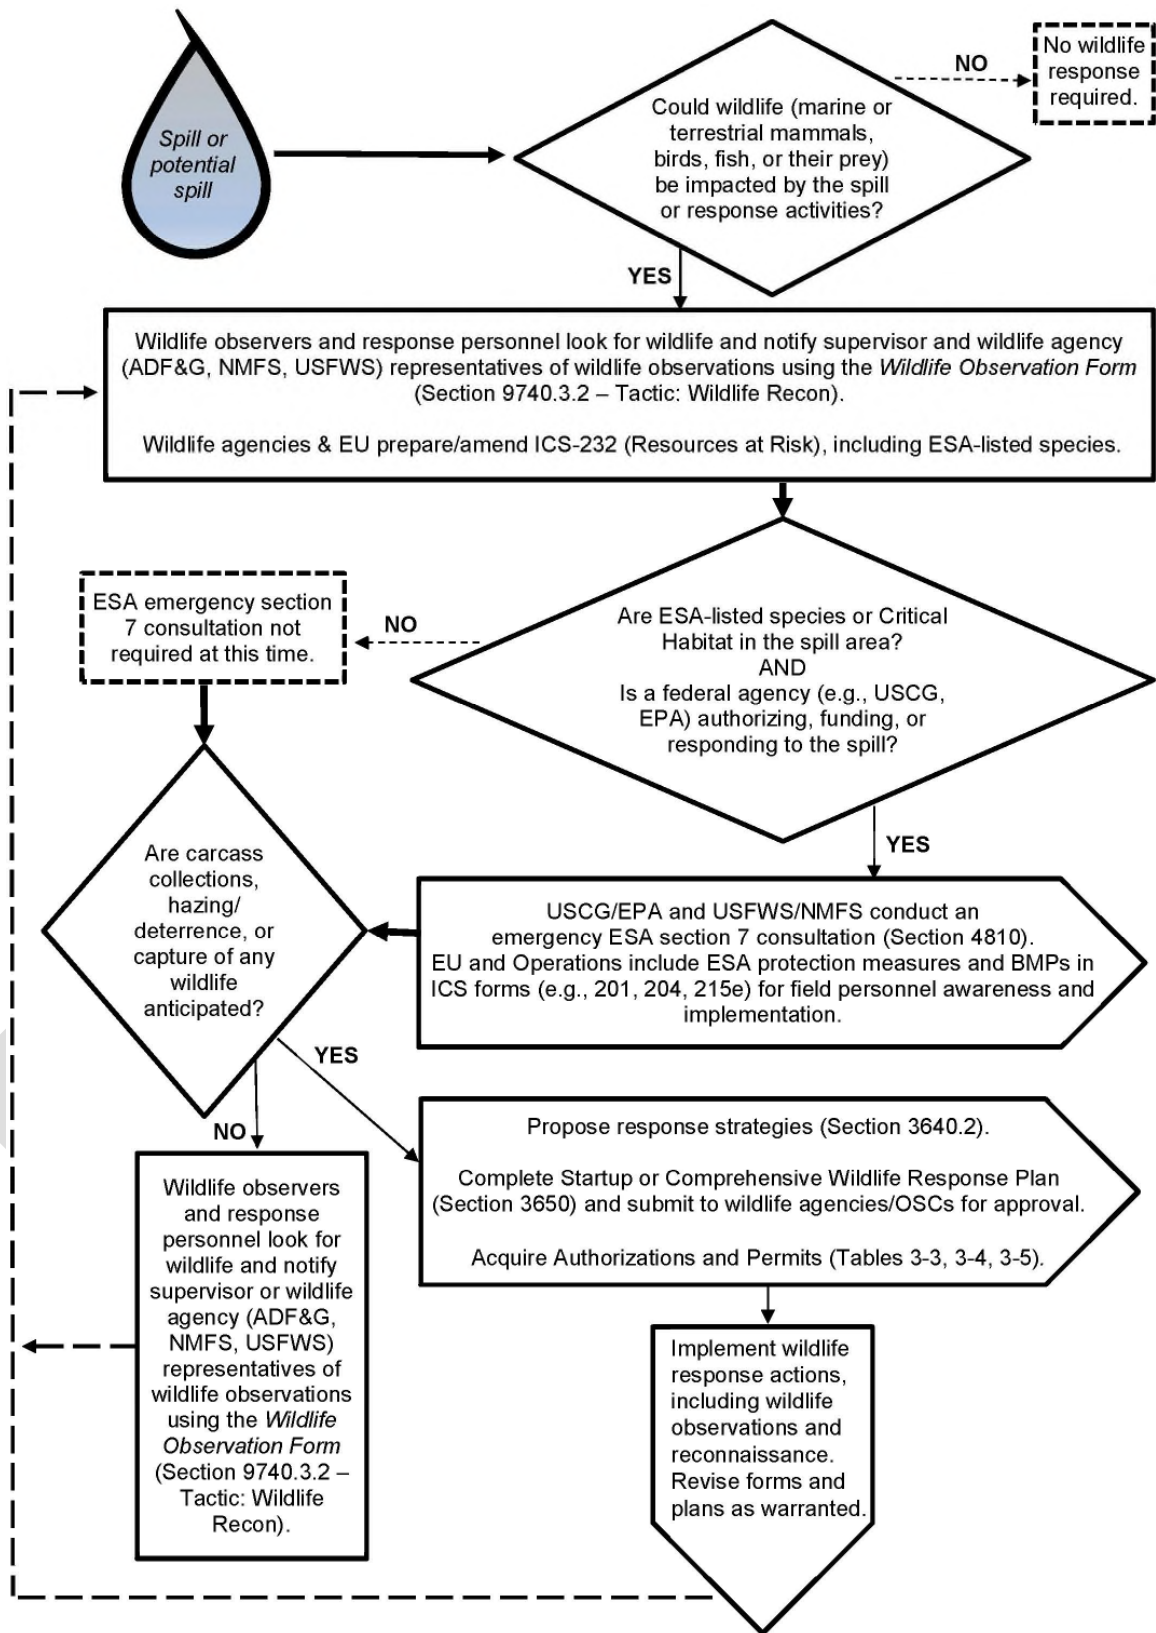 Spill or
potential
spill
Could wildlife (marine or
terrestrial mammals,
birds, fish, or their prey)
be impacted by the spill
or response activities?
NO
No wildlife
response
required.
YES
Wildlife observers and response personnel look for wildlife and notify supervisor and wildlife agency
(ADF&G, NMFS, USFWS) representatives of wildlife observations using the Wildlife Observation Form
(Section 9740.3.2 – Tactic: Wildlife Recon).
Wildlife agencies & EU prepare/amend ICS-232 (Resources at Risk), including ESA-listed species.
Are ESA-listed species or Critical
Habitat in the spill area?
AND
Is a federal agency (e.g., USCG,
EPA) authorizing, funding, or
responding to the spill?
NO
ESA emergency section
7 consultation not
required at this time.
YES
USCG/EPA and USFWS/NMFS conduct an
emergency ESA section 7 consultation (Section 4810).
EU and Operations include ESA protection measures and BMPs in
ICS forms (e.g., 201, 204, 215e) for field personnel awareness and
implementation.
Are carcass
collections,
hazing/
deterrence, or
capture of any
wildlife
anticipated?
YES
NO
Propose response strategies (Section 3640.2).
Complete Startup or Comprehensive Wildlife Response Plan
(Section 3650) and submit to wildlife agencies/OSCs for approval.
Acquire Authorizations and Permits (Tables 3-3, 3-4, 3-5).
Wildlife observers
and response
personnel look for
wildlife and notify
supervisor or wildlife
agency (ADF&G,
NMFS, USFWS)
representatives of
wildlife observations
using the Wildlife
Observation Form
(Section 9740.3.2 –
Tactic: Wildlife
Recon).
Implement wildlife
response actions,
including wildlife
observations and
reconnaissance.
Revise forms and
plans as warranted.